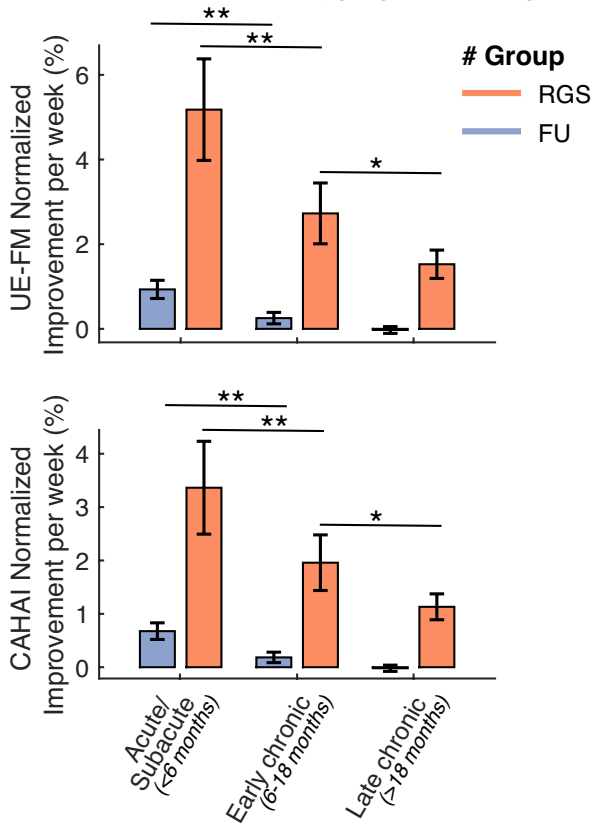 **
**
# Group
RGS
FU
*
UE-FM Normalized
Improvement per week (%)
6
4
2
0
**
**
*
CAHAI Normalized
Improvement per week (%)
4
3
2
1
0
Acute/
Subacute
(<6 months)
Early chronic
(6-18 months)
Late chronic
(>18 months)